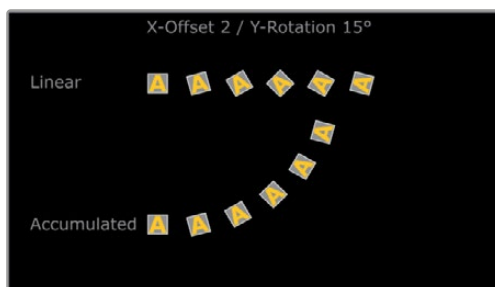 X-Offset 2 / Y-Rotation 15°
Linear A A A A A A
A
A
A
Accumulated A A A